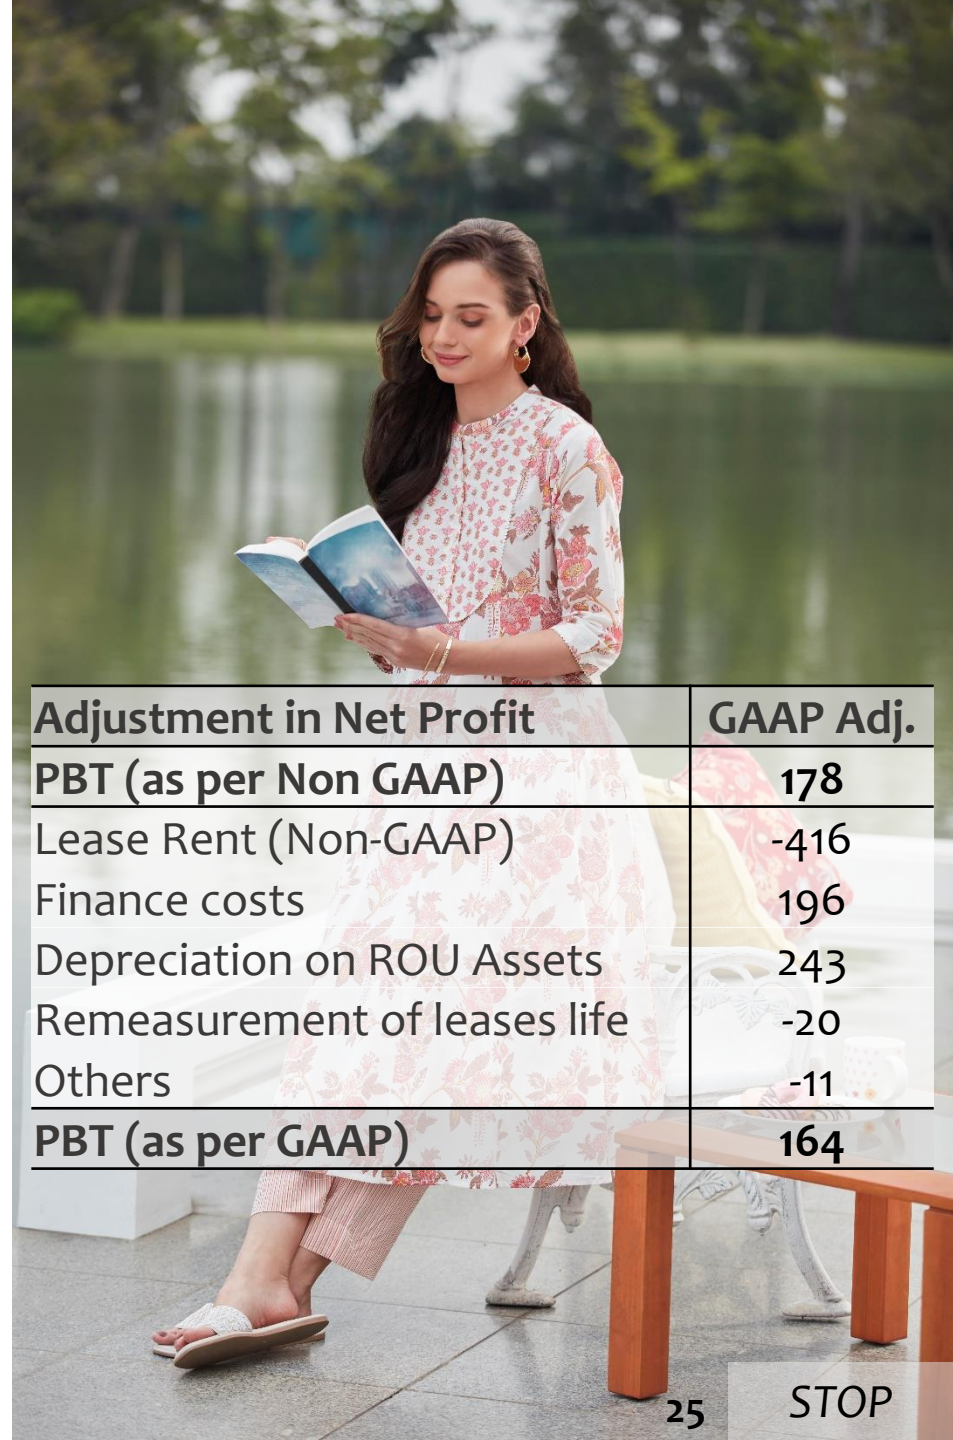 Adjustment in Net Profit GAAP Adj.
PBT (as per Non GAAP) 178
Lease Rent (Non-GAAP) -416
Finance costs 196
Depreciation on ROU Assets 243
Remeasurement of leases life -20
Others -11
PBT (as per GAAP) 164
25 STOP